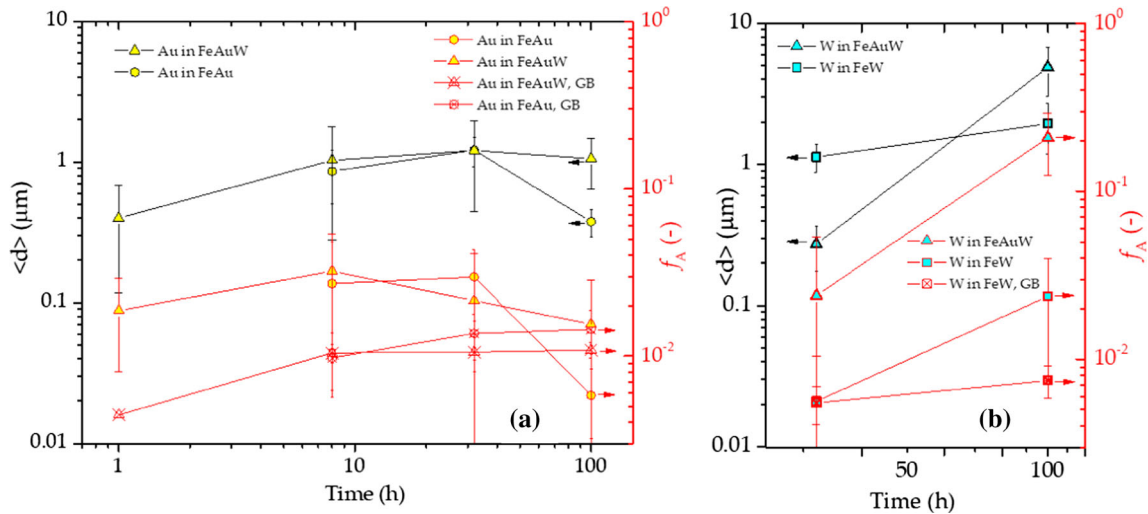 10
1
0.1
0.01
<d> (μm)
Au in FeAuW
Au in FeAu
Au in FeAu
Au in FeAuW
Au in FeAuW, GB
Au in FeAu, GB
(a)
1
10
100
Time (h)
10⁰
10⁻¹
10⁻²
f_A (-)
10
1
0.1
0.01
<d> (μm)
W in FeAuW
W in FeW
W in FeAuW
W in FeW
W in FeW, GB
(b)
50
100
Time (h)
10⁰
10⁻¹
10⁻²
f_A (-)